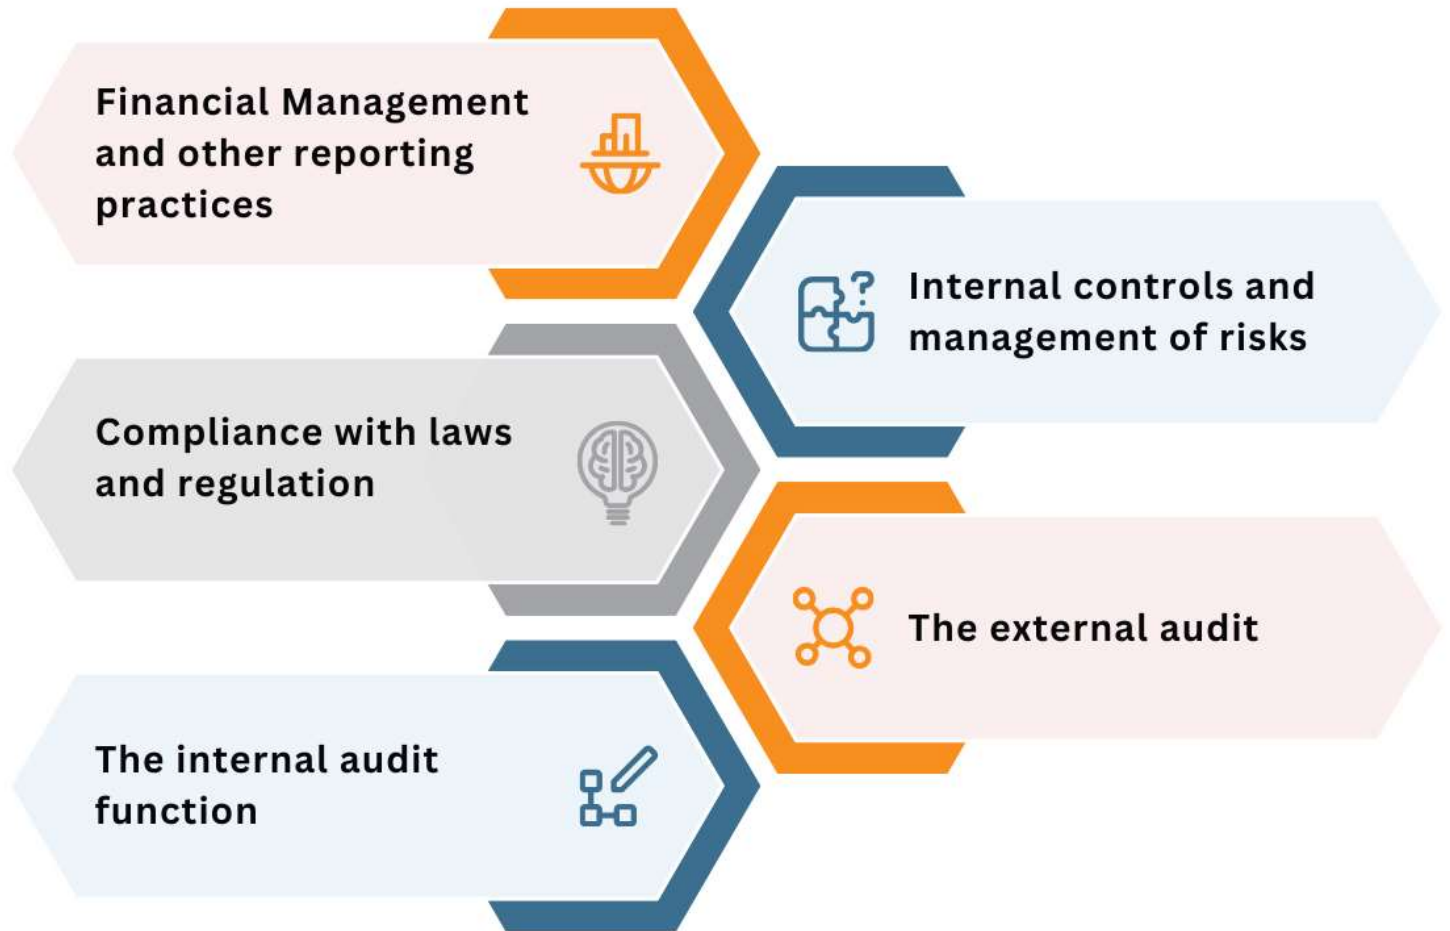 Financial Management
and other reporting
practices
Internal controls and
management of risks
Compliance with laws
and regulation
The external audit
The internal audit
function